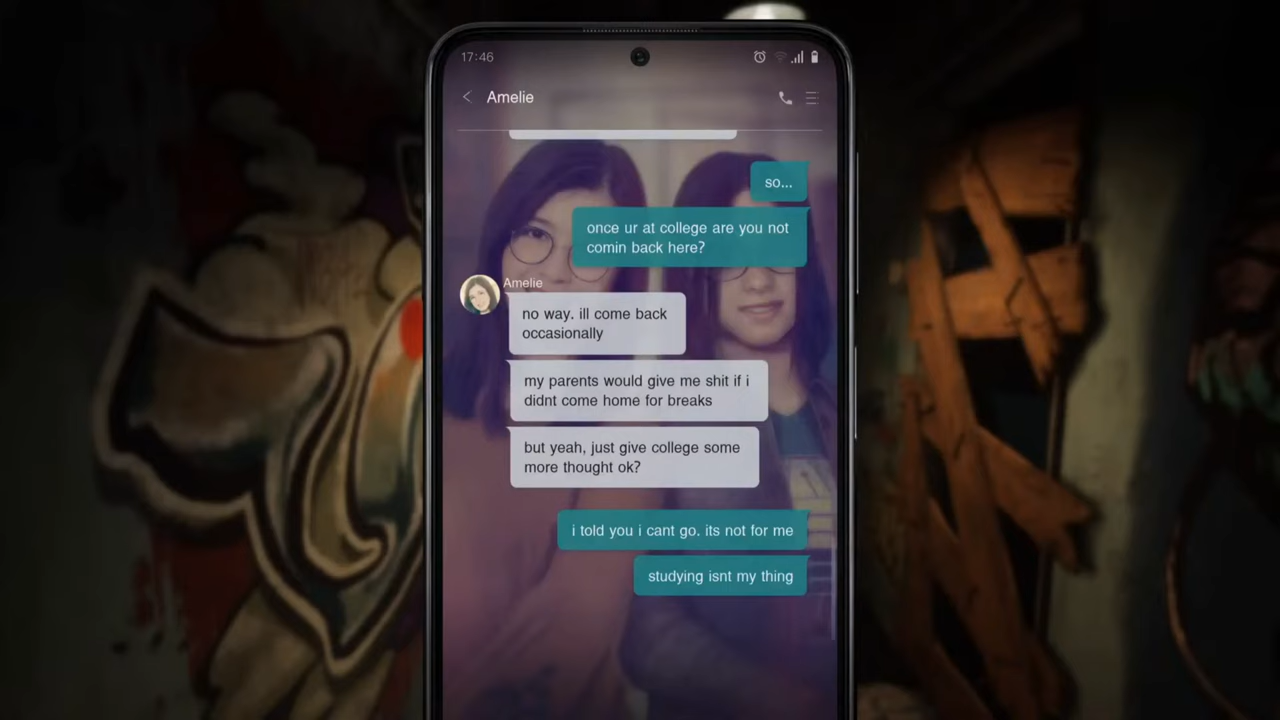 17:46
Amelie
so...
once ur at college are you not
comin back here?
Amelie
no way. ill come back
occasionally
my parents would give me shit if i
didnt come home for breaks
but yeah, just give college some
more thought ok?
i told you i cant go. its not for me
studying isnt my thing